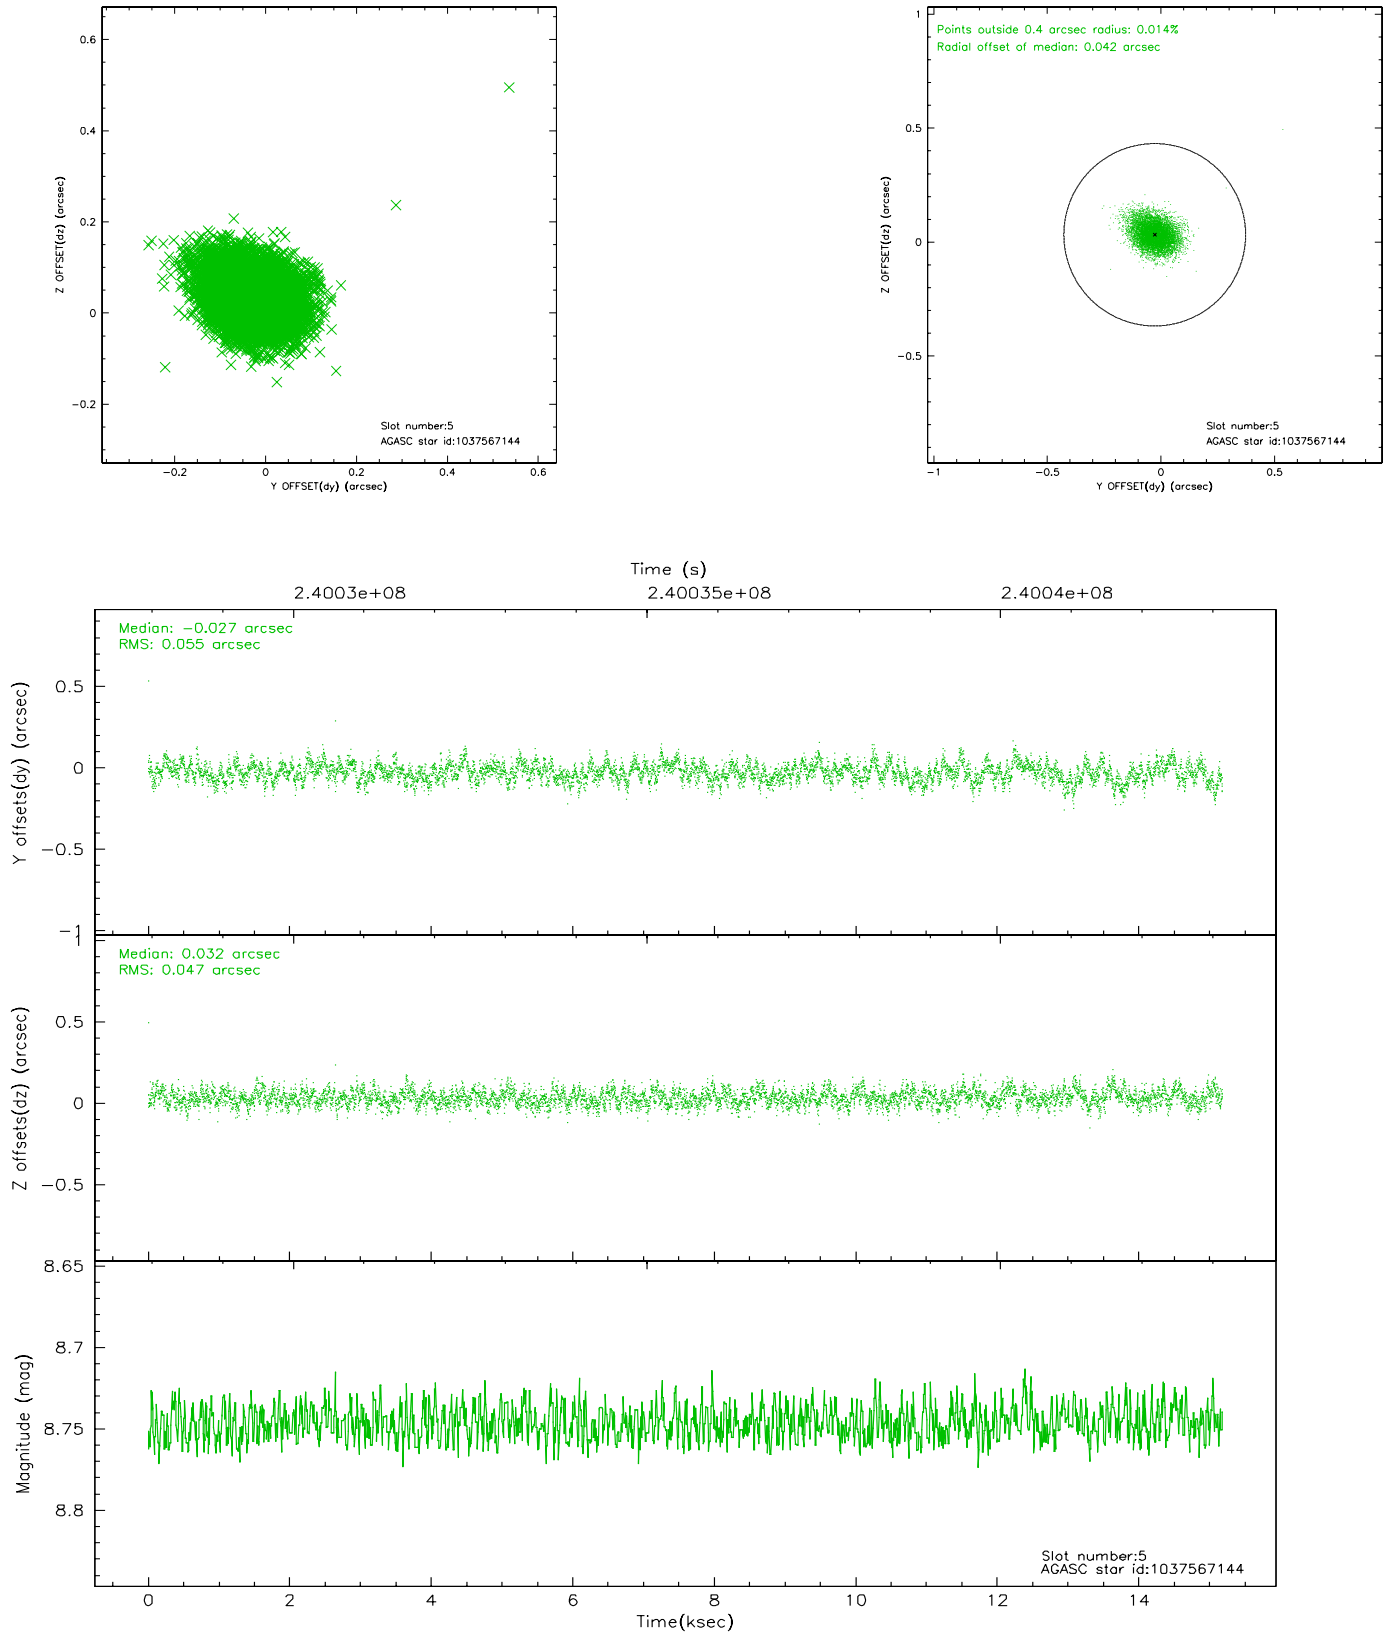 0.6
0.4
0.2
0
−0.2
Z OFFSET(dz) (arcsec)
Slot number:5
AGASC star id:1037567144
−0.2 0 0.2 0.4 0.6
Y OFFSET(dy) (arcsec)
Points outside 0.4 arcsec radius: 0.014%
Radial offset of median: 0.042 arcsec
1
0.5
0
−0.5
Z OFFSET(dz) (arcsec)
Slot number:5
AGASC star id:1037567144
−1 −0.5 0 0.5
Y OFFSET(dy) (arcsec)
Time (s)
2.4003e+08 2.40035e+08 2.4004e+08
Median: −0.027 arcsec
RMS: 0.055 arcsec
0.5
0
−0.5
−1
Y offsets(dy) (arcsec)
Median: 0.032 arcsec
RMS: 0.047 arcsec
1
0.5
0
−0.5
Z offsets(dz) (arcsec)
8.65
8.7
8.75
8.8
Magnitude (mag)
Slot number:5
AGASC star id:1037567144
0 2 4 6 8 10 12 14
Time(ksec)